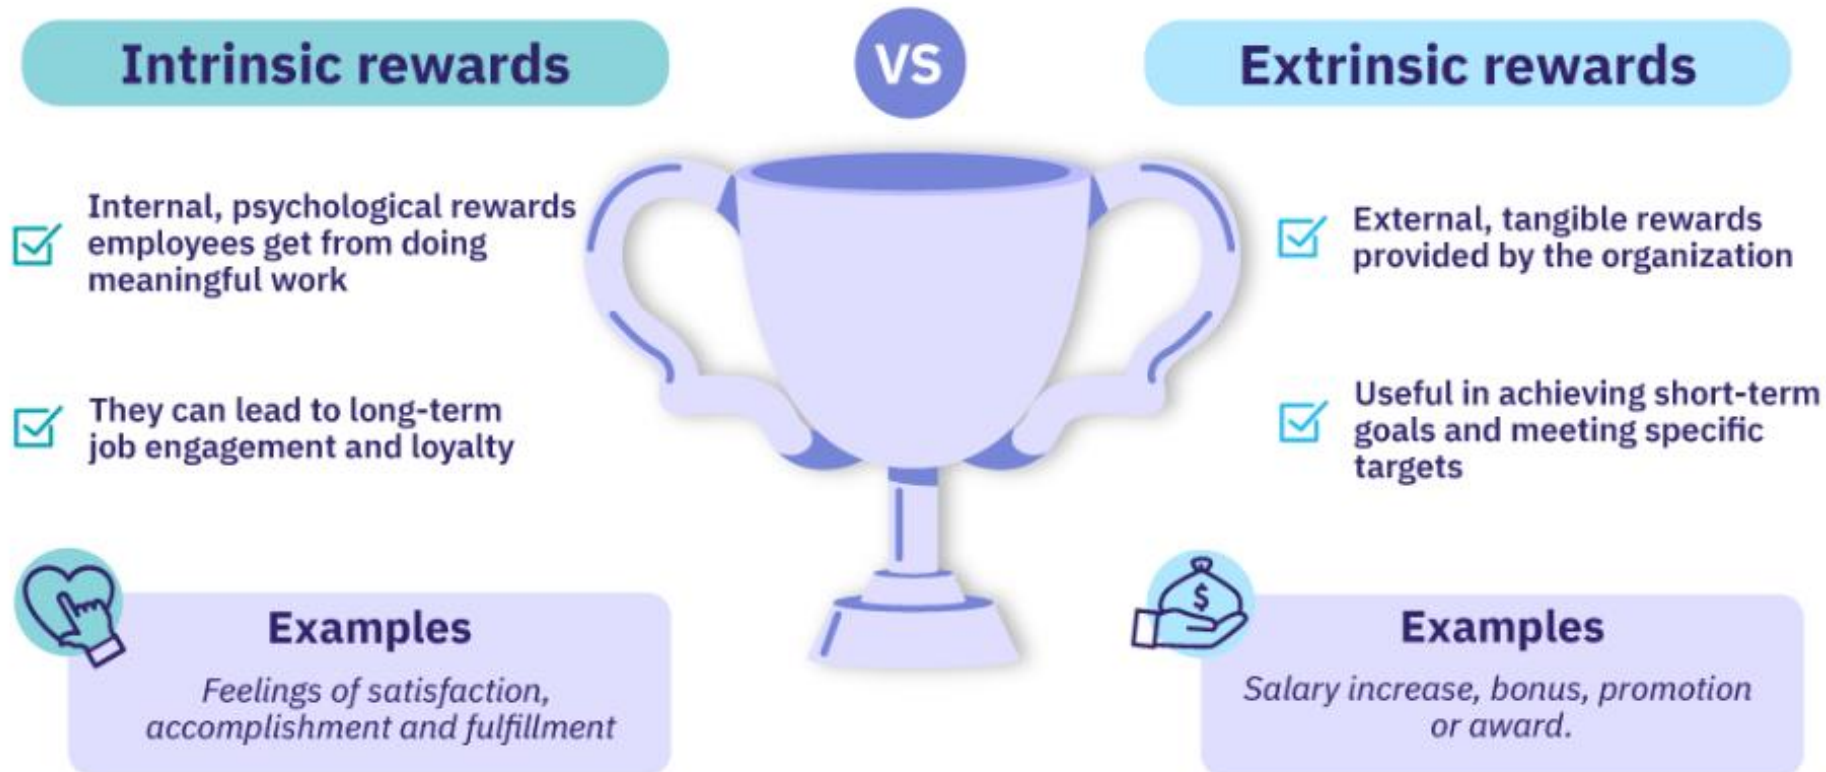 Intrinsic rewards
VS
Extrinsic rewards
Internal, psychological rewards
employees get from doing
meaningful work
They can lead to long-term
job engagement and loyalty
Examples
Feelings of satisfaction,
accomplishment and fulfillment
External, tangible rewards
provided by the organization
Useful in achieving short-term
goals and meeting specific
targets
$
Examples
Salary increase, bonus, promotion
or award.